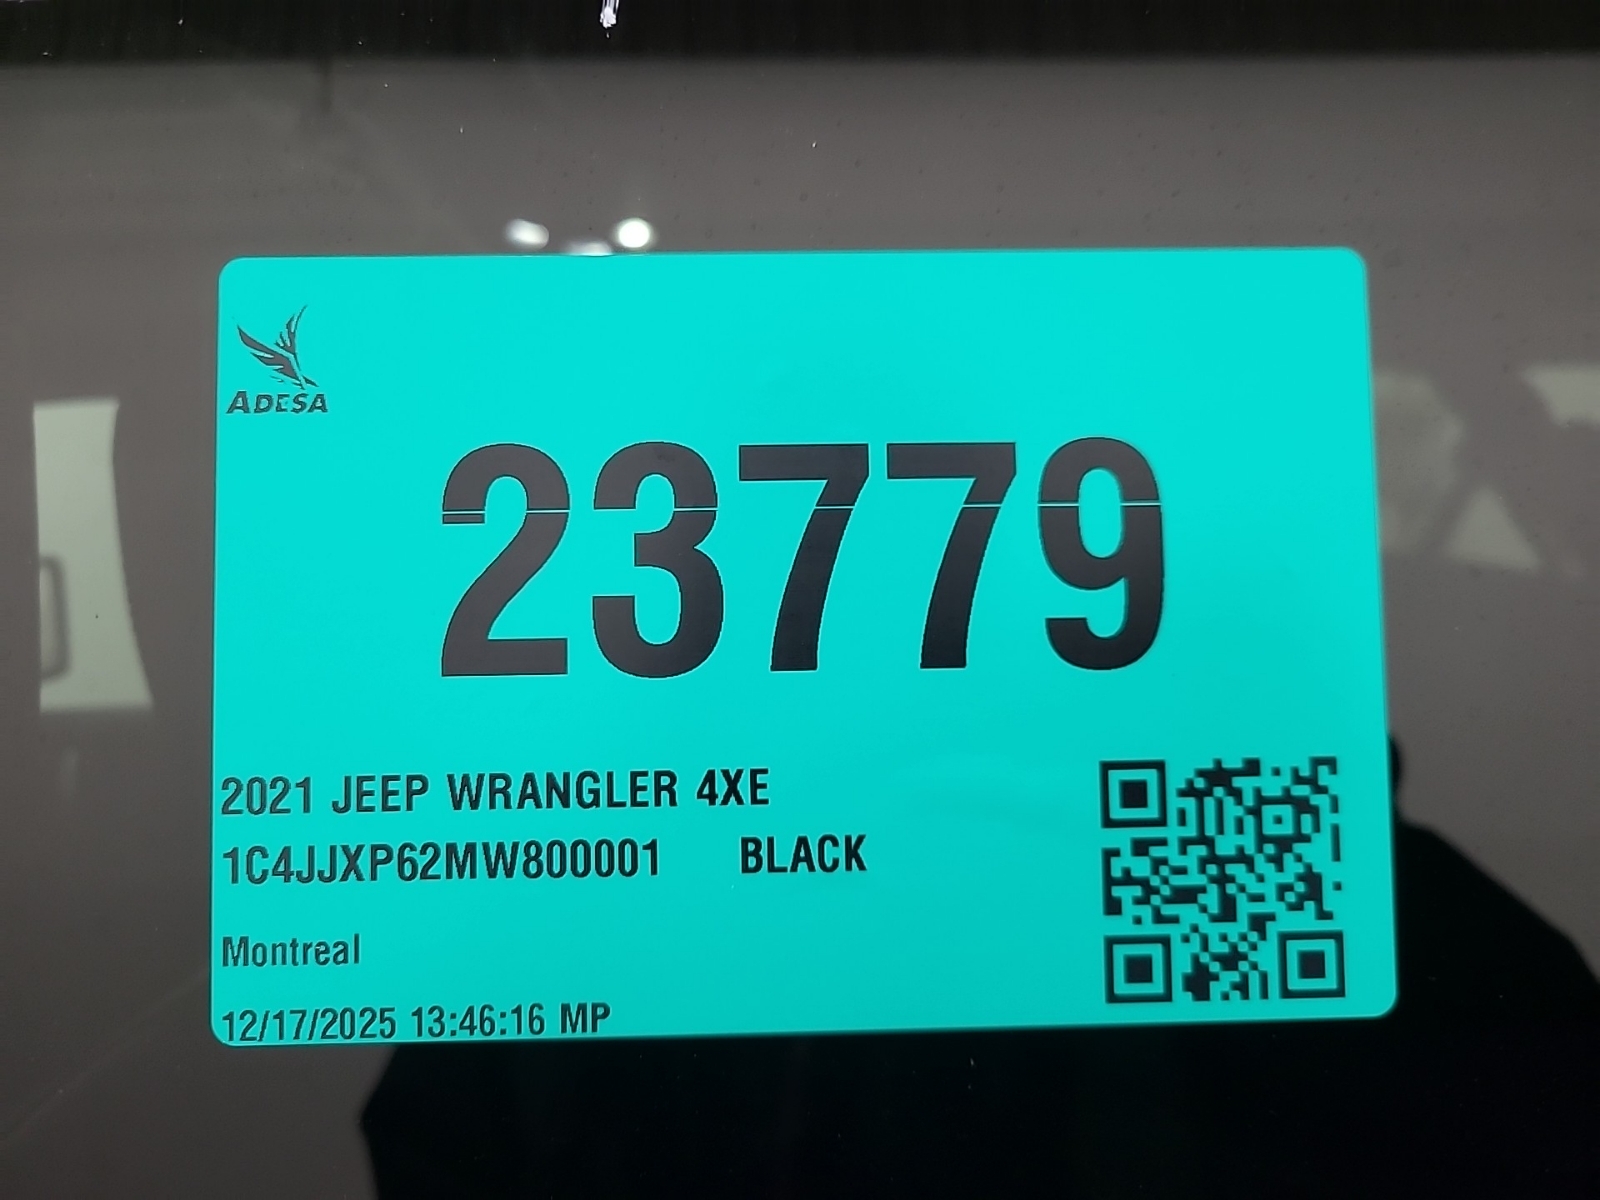 ADESA
23779
2021 JEEP WRANGLER 4XE
1C4JJXP62MW800001 BLACK
Montreal
12/17/2025 13:46:16 MP